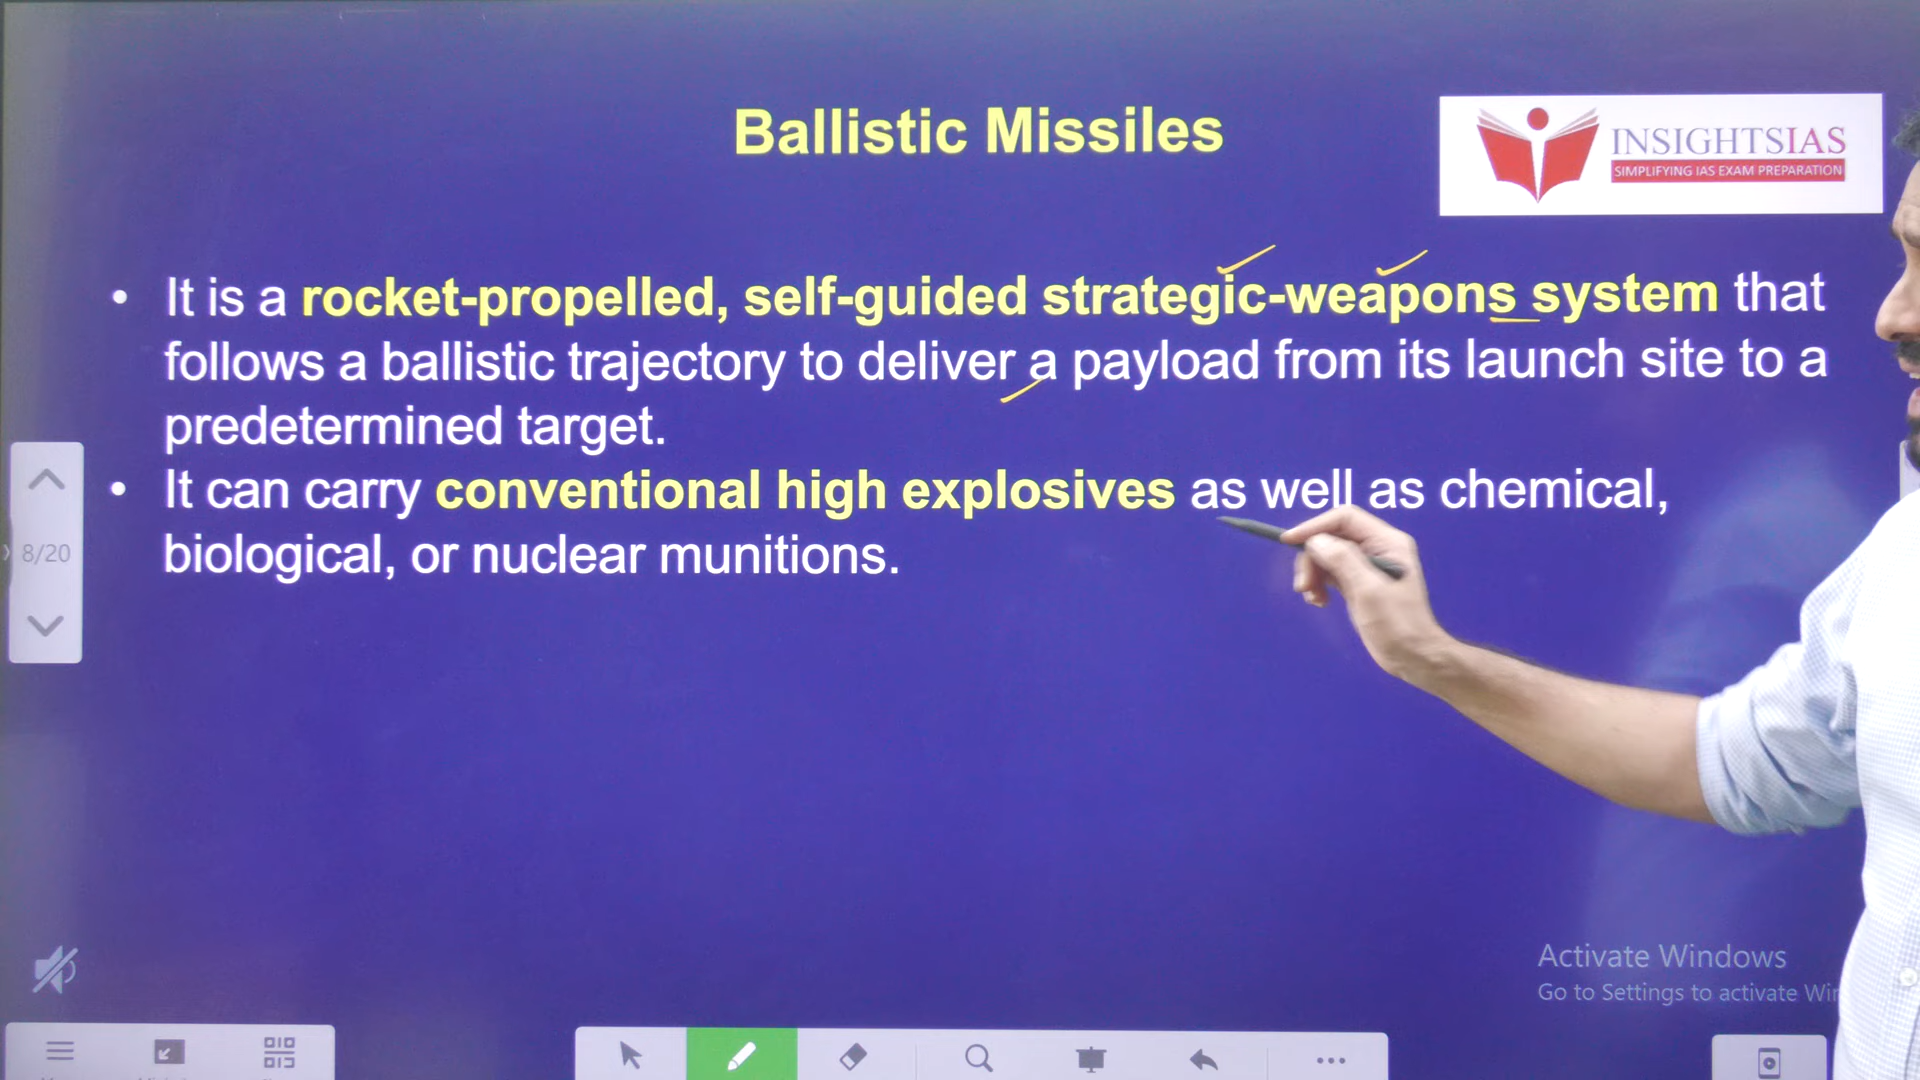 Ballistic Missiles
INSIGHTSIAS
SIMPLIFYING IAS EXAM PREPARATION
• It is a rocket-propelled, self-guided strategic-weapons system that
follows a ballistic trajectory to deliver a payload from its launch site to a
predetermined target.
• It can carry conventional high explosives as well as chemical,
biological, or nuclear munitions.
8/20
Activate Windows
Go to Settings to activate